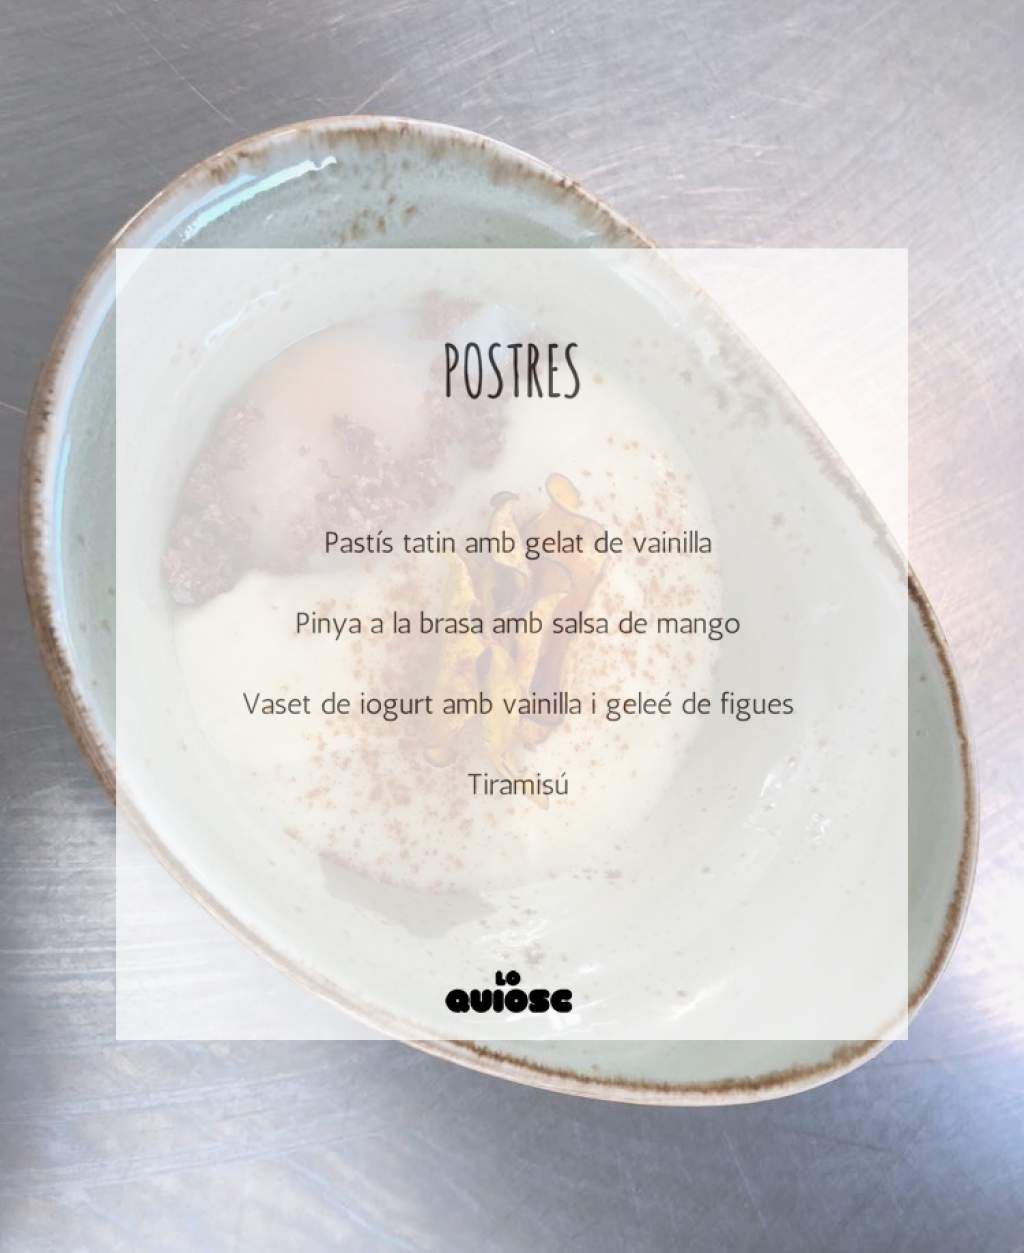 POSTRES
Pastís tatin amb gelat de vainilla
Pinya a la brasa amb salsa de mango
Vaset de iogurt amb vainilla i geleé de figues
Tiramisú
LO
QUIOSC